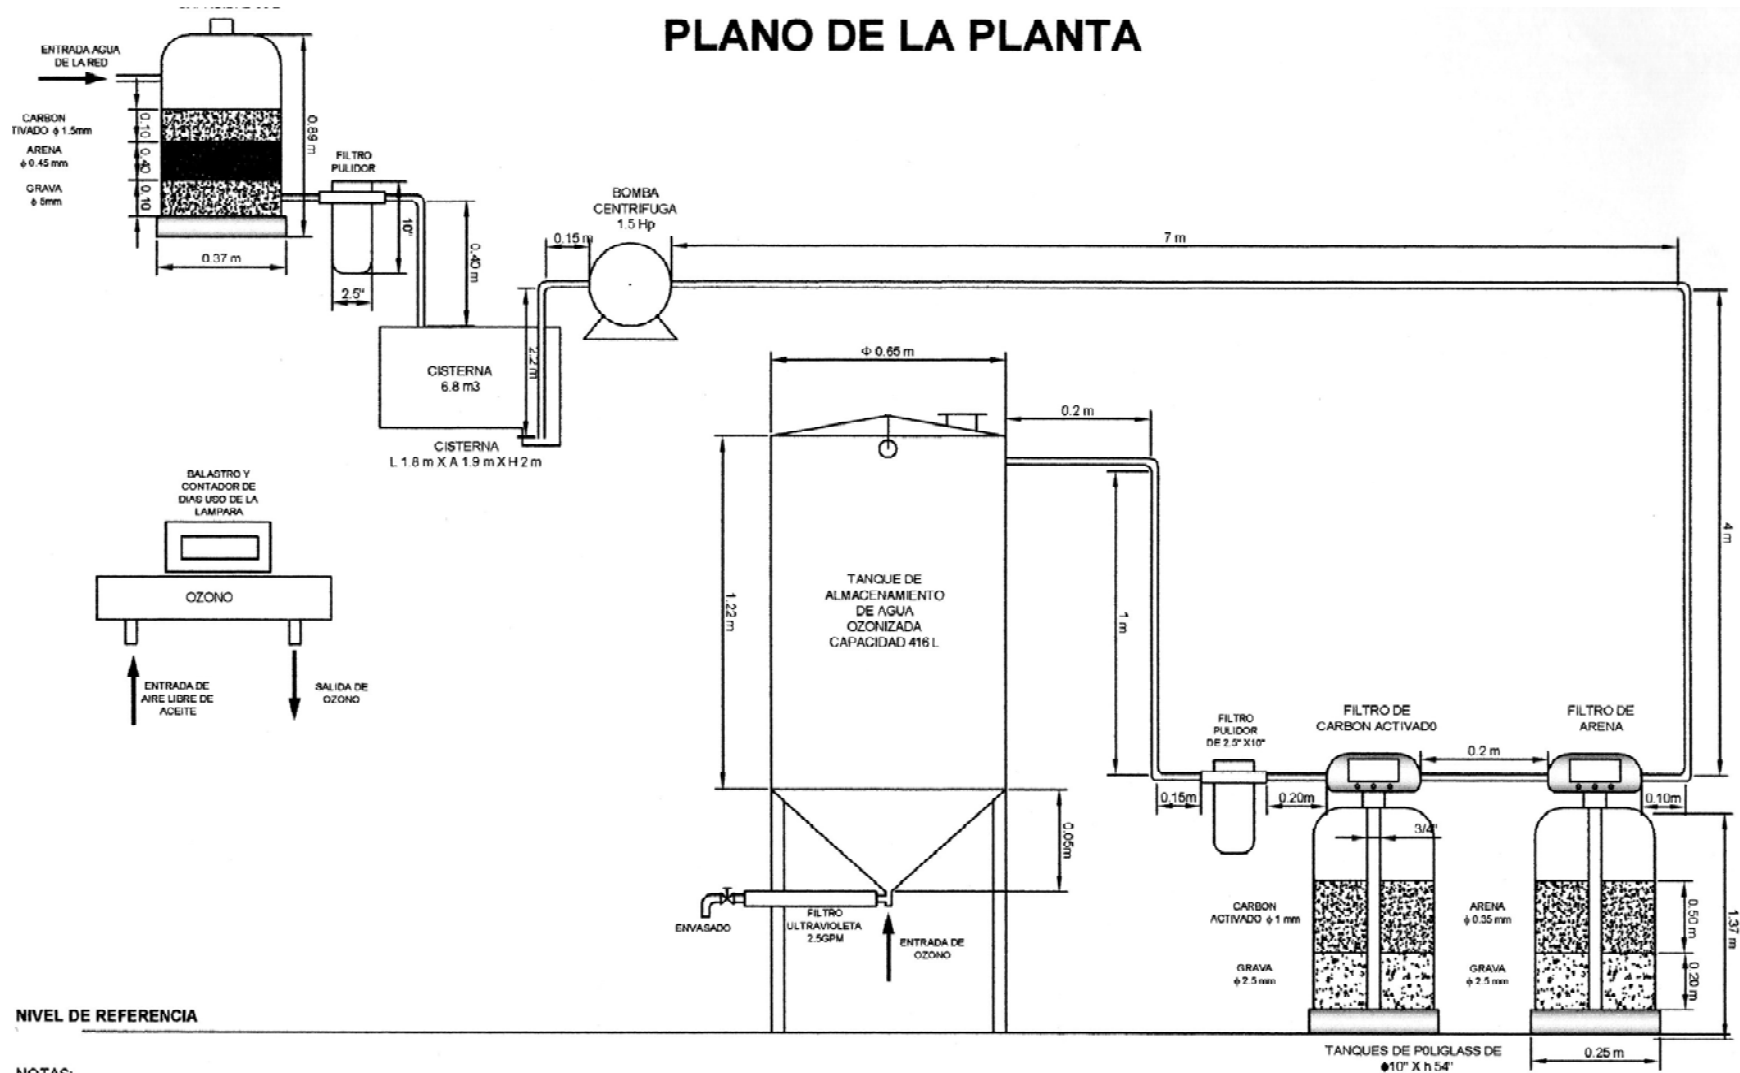 PLANO DE LA PLANTA
ENTRADA AGUA
DE LA RED
CARBON
TIVADO ϕ 1.5mm
ARENA
ϕ 0.45 mm
GRAVA
ϕ 5mm
0.10
0.40
0.10
0.89 m
0.37 m
FILTRO
PULIDOR
10"
2.5"
0.40 m
CISTERNA
6.8 m3
2.2 m
CISTERNA
L 1.8 m X A 1.9 m X H 2 m
0.15 m
BOMBA
CENTRIFUGA
1.5 Hp
7 m
4 m
BALASTRO Y
CONTADOR DE
DIAS USO DE LA
LAMPARA
OZONO
ENTRADA DE
AIRE LIBRE DE
ACEITE
SALIDA DE
OZONO
Φ 0.65 m
0.2 m
1.22 m
TANQUE DE
ALMACENAMIENTO
DE AGUA
OZONIZADA
CAPACIDAD 416 L
1 m
0.05m
ENVASADO
FILTRO
ULTRAVIOLETA
2.5GPM
ENTRADA DE
OZONO
FILTRO
PULIDOR
DE 2.5" X10"
0.15m
0.20m
FILTRO DE
CARBON ACTIVADO
0.2 m
FILTRO DE
ARENA
0.10m
3/4"
CARBON
ACTIVADO ϕ 1 mm
GRAVA
ϕ 2.5 mm
ARENA
ϕ 0.35 mm
GRAVA
ϕ 2.5 mm
0.50 m
0.20 m
1.37 m
0.25 m
TANQUES DE POLIGLASS DE
ϕ10" X h 54"
NIVEL DE REFERENCIA
NOTAS: